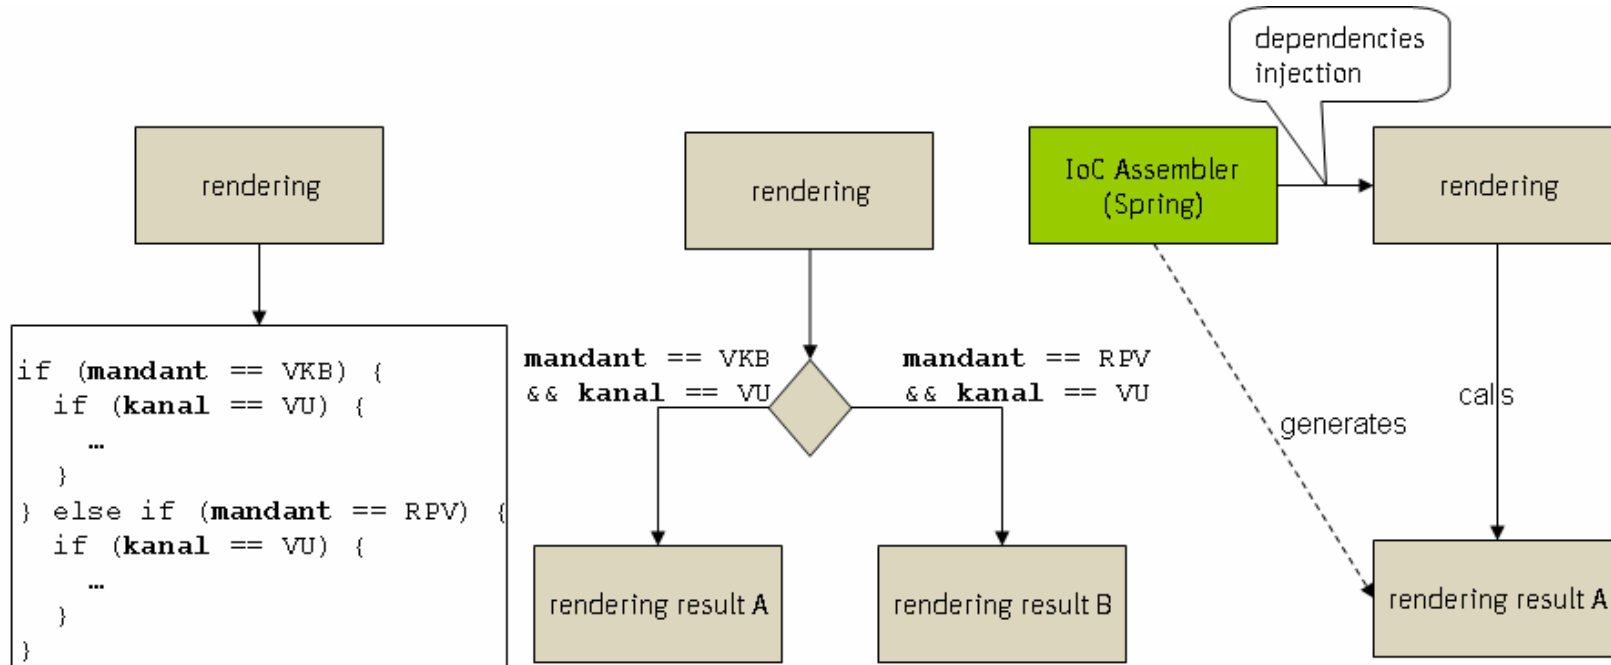 rendering
if (mandant == VKB) {
if (kanal == VU) {
…
}
} else if (mandant == RPV) {
if (kanal == VU) {
…
}
}
rendering
mandant == VKB
&& kanal == VU
mandant == RPV
&& kanal == VU
rendering result A
rendering result B
dependencies
injection
IoC Assembler
(Spring)
rendering
generates
calls
rendering result A